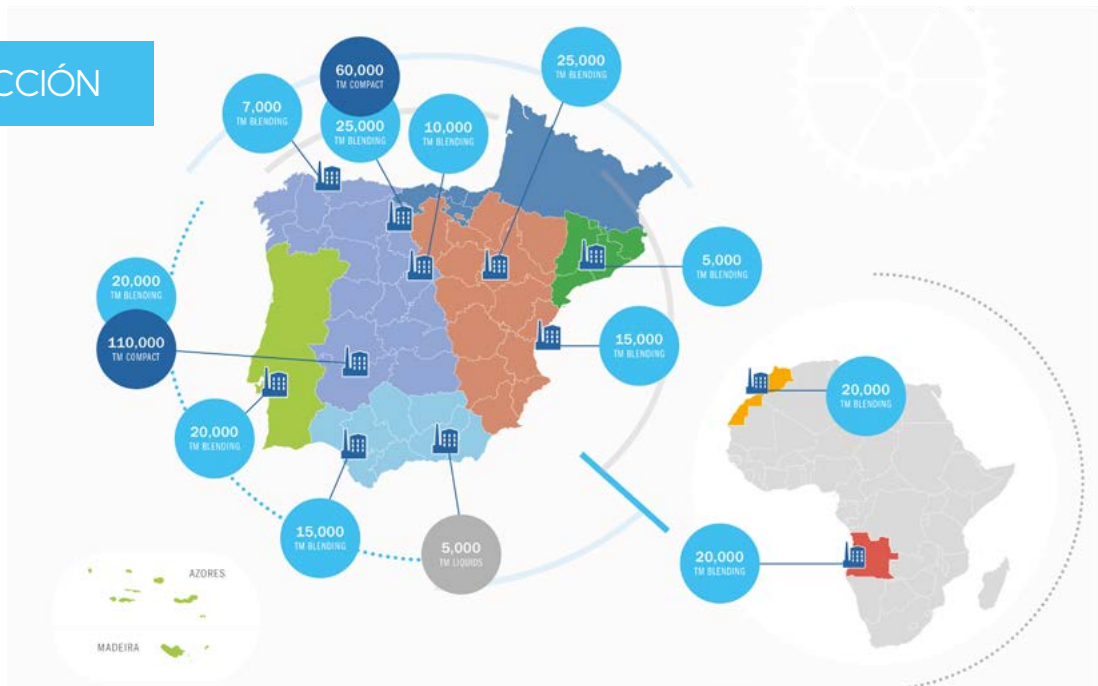 CCIÓN
60,000
TM COMPACT
25,000
TM BLENDING
7,000
TM BLENDING
25,000
TM BLENDING
10,000
TM BLENDING
20,000
TM BLENDING
110,000
TM COMPACT
5,000
TM BLENDING
15,000
TM BLENDING
20,000
TM BLENDING
20,000
TM BLENDING
15,000
TM BLENDING
5,000
TM LIQUIDS
20,000
TM BLENDING
AZORES
MADEIRA